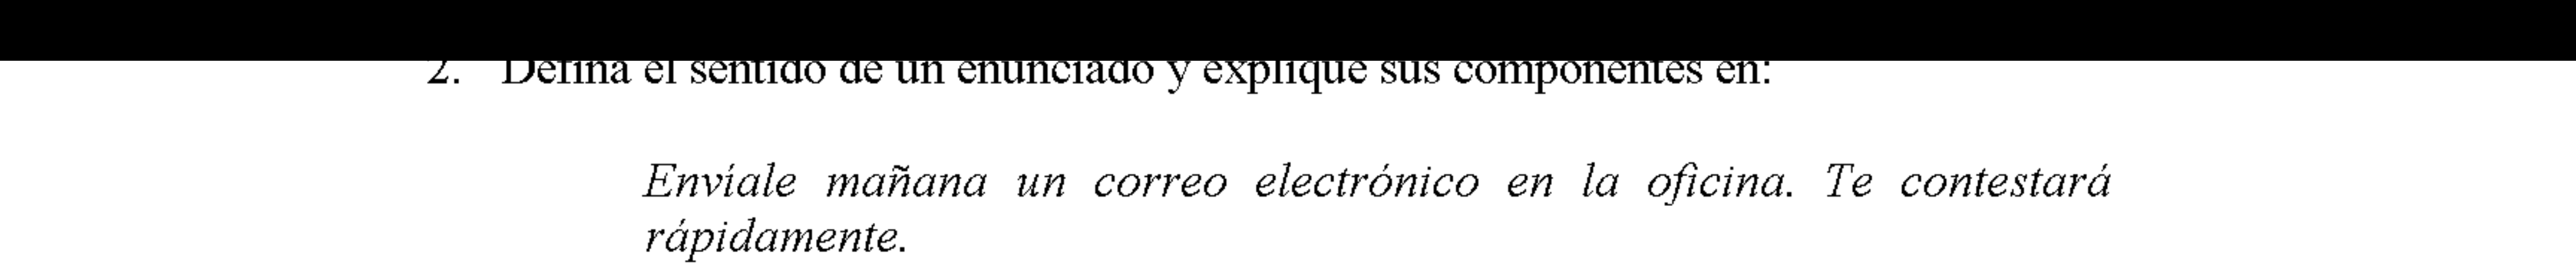 2. Defina el sentido de un enunciado y explique sus componentes en:
Envíale mañana un correo electrónico en la oficina. Te contestará
rápidamente.